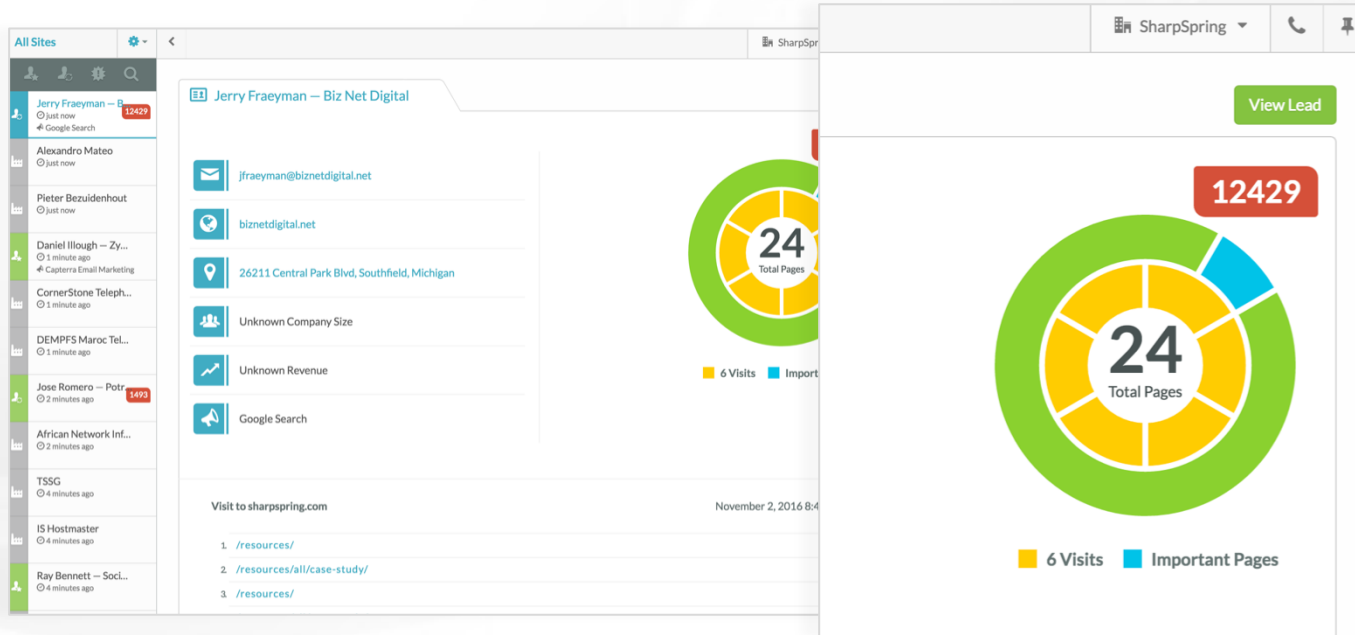 All Sites
SharpSpr
Jerry Fraeyman — B
12429
just now
Google Search
Alexandro Mateo
just now
Pieter Bezuidenhout
just now
Daniel Illough — Zy...
1 minute ago
Capterra Email Marketing
CornerStone Teleph...
1 minute ago
DEMPFS Maroc Tel...
1 minute ago
Jose Romero — Potr
1493
2 minutes ago
African Network Inf...
2 minutes ago
TSSG
4 minutes ago
IS Hostmaster
4 minutes ago
Ray Bennett — Soci...
4 minutes ago
Jerry Fraeyman — Biz Net Digital
jfraeyman@biznetdigital.net
biznetdigital.net
26211 Central Park Blvd, Southfield, Michigan
Unknown Company Size
Unknown Revenue
Google Search
24
Total Pages
6 Visits Import
Visit to sharpspring.com
November 2, 2016 8:4
1. /resources/
2. /resources/all/case-study/
3. /resources/
SharpSpring
View Lead
12429
24
Total Pages
6 Visits Important Pages